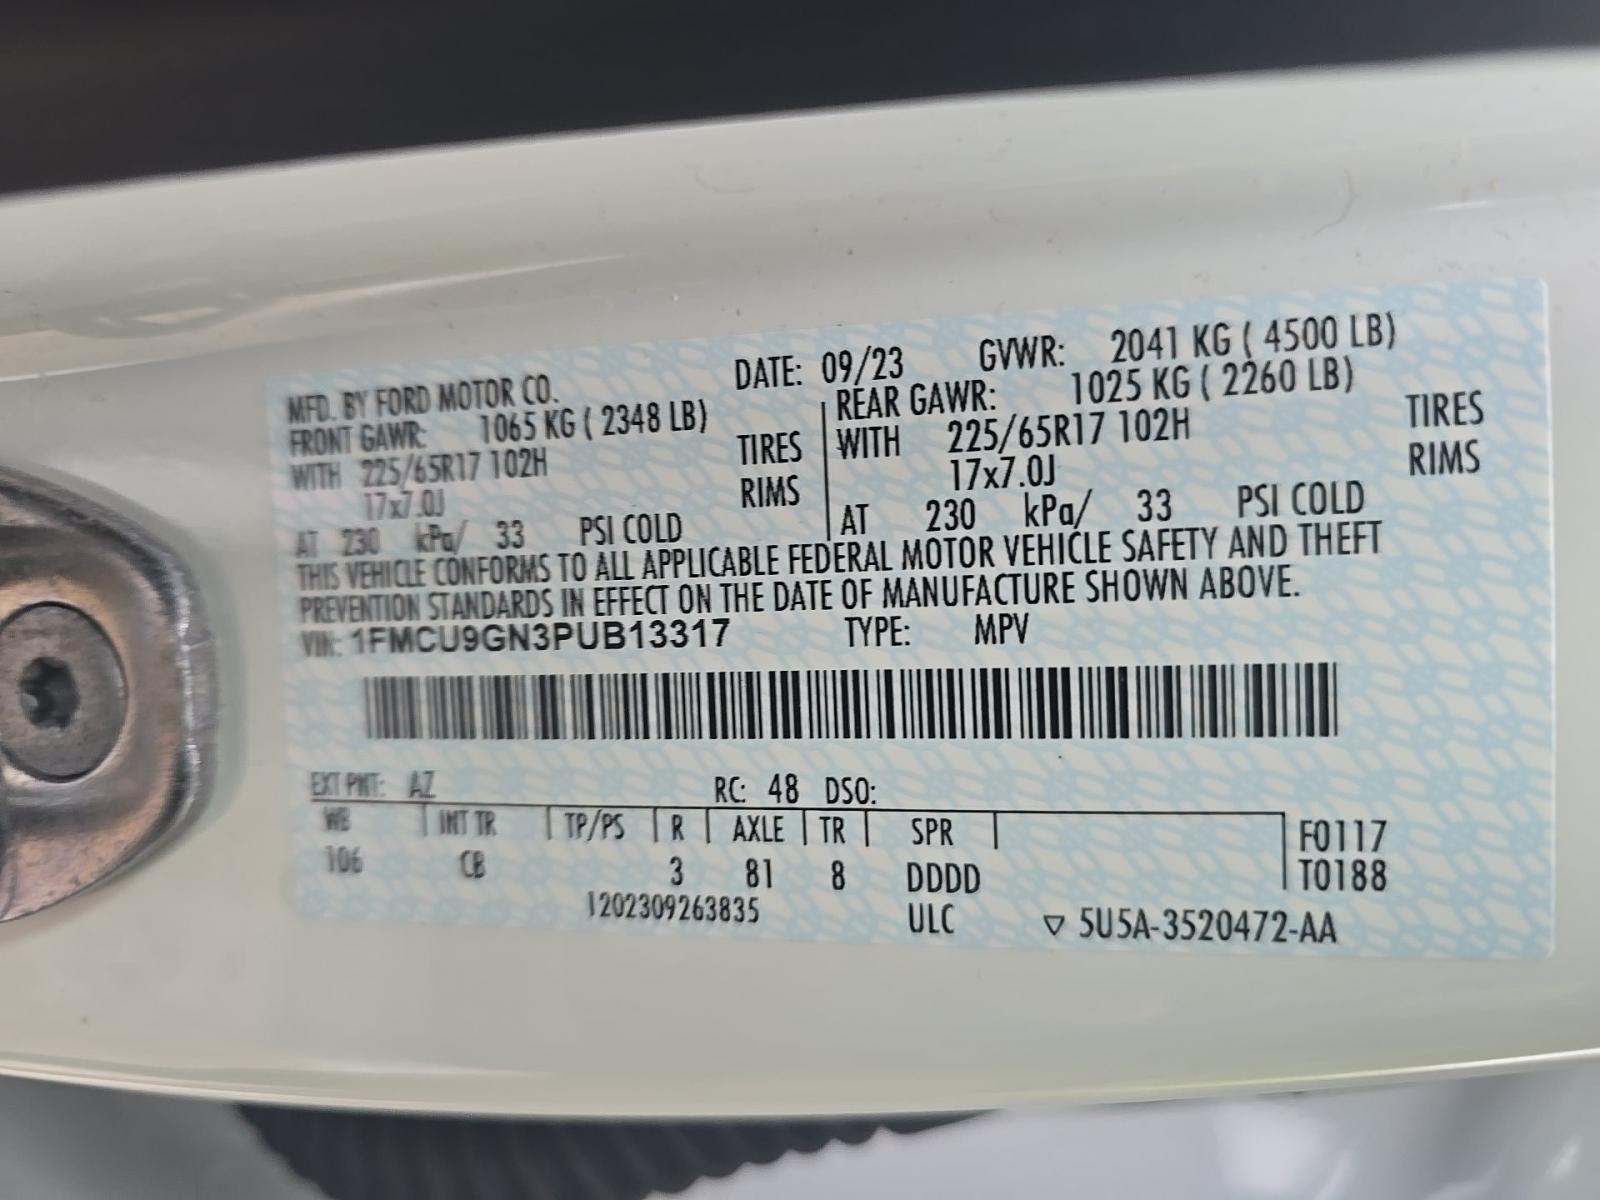 MFD. BY FORD MOTOR CO. DATE: 09/23 GVWR: 2041 KG ( 4500 LB)
FRONT GAWR: 1065 KG ( 2348 LB) REAR GAWR: 1025 KG ( 2260 LB)
WITH 225/65R17 102H TIRES WITH 225/65R17 102H TIRES
17x7.0J RIMS 17x7.0J RIMS
AT 230 kPa/ 33 PSI COLD AT 230 kPa/ 33 PSI COLD
THIS VEHICLE CONFORMS TO ALL APPLICABLE FEDERAL MOTOR VEHICLE SAFETY AND THEFT
PREVENTION STANDARDS IN EFFECT ON THE DATE OF MANUFACTURE SHOWN ABOVE.
VIN: 1FMCU9GN3PUB13317 TYPE: MPV
EXT PNT: AZ RC: 48 DSO:
WB INT TR TP/PS R AXLE TR SPR F0117
106 CB 3 81 8 DDDD T0188
1202309263835 ULC ▽ 5U5A-3520472-AA